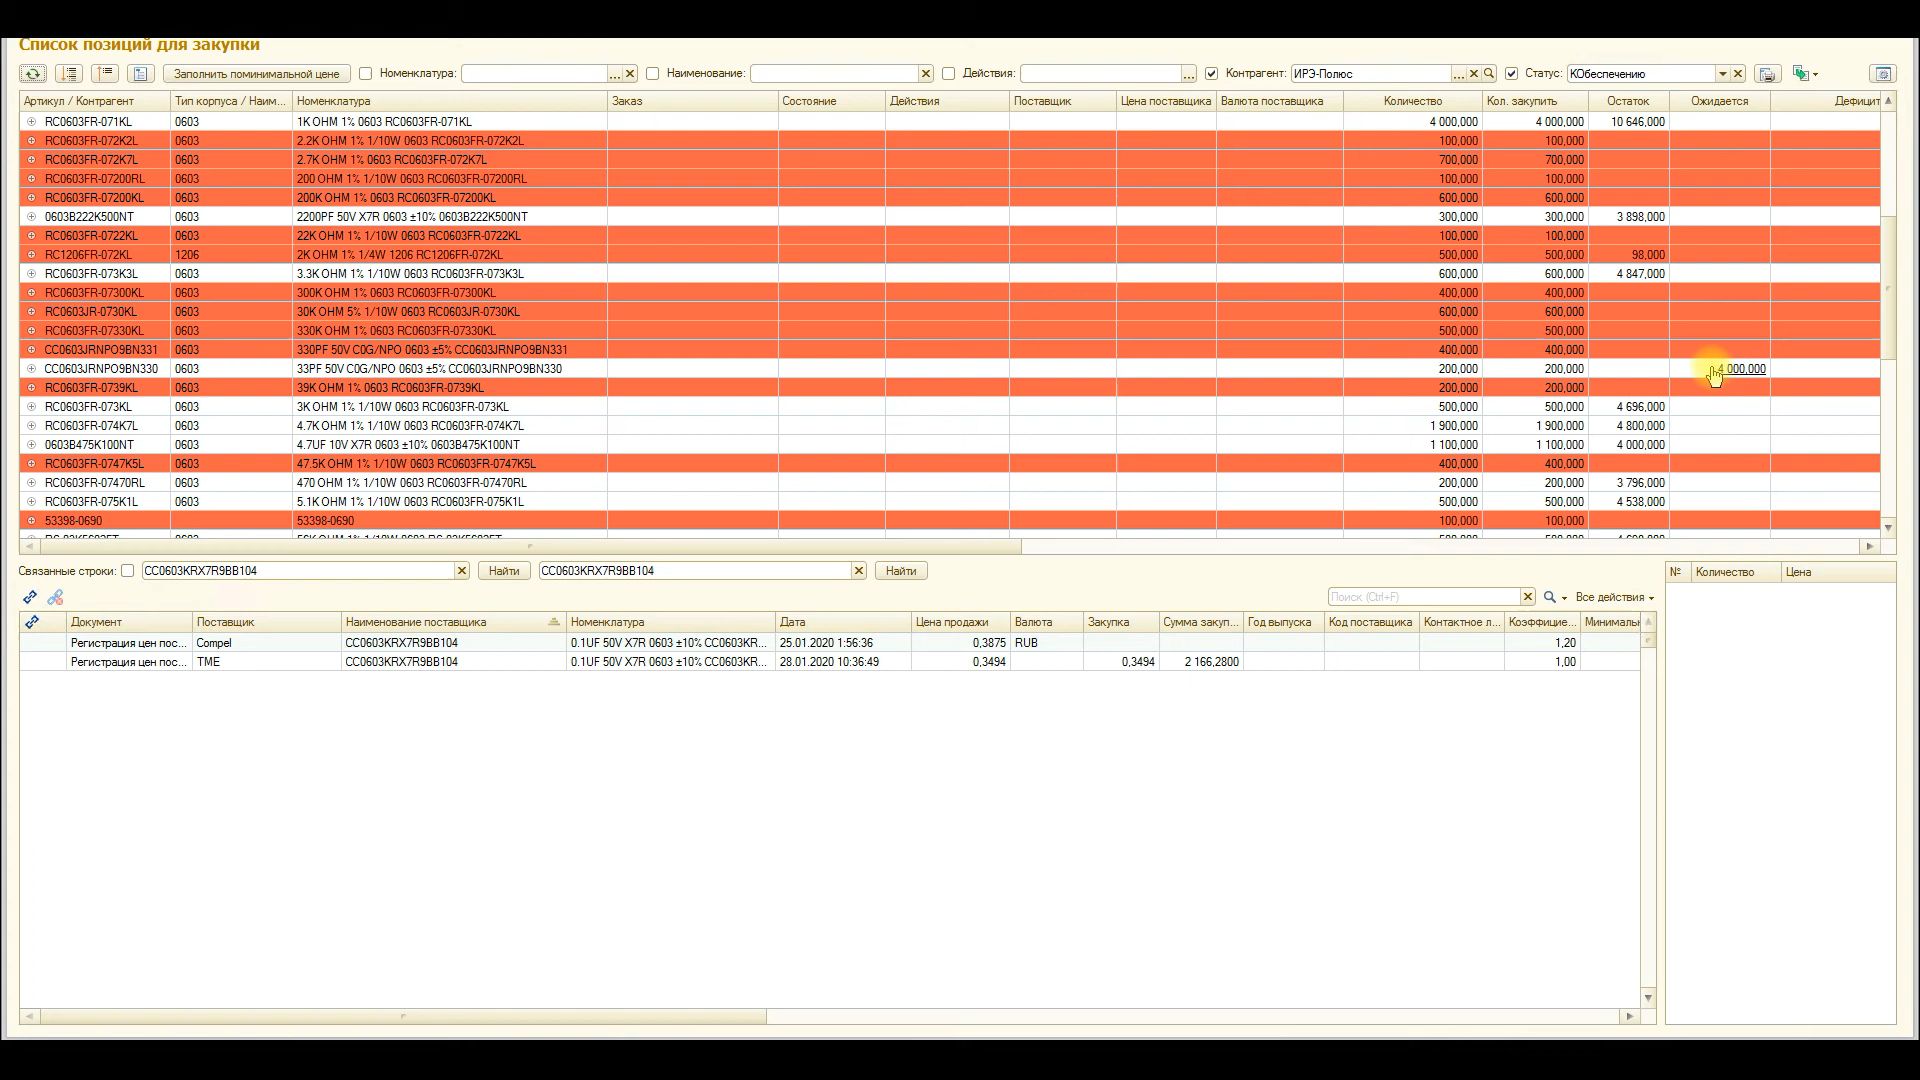 Список позиций для закупки
Заполнить поминимальной цене Номенклатура: ... Наименование: Действия: ... Контрагент: ИРЭ-Полюс ... Статус: КОбеспечению
Артикул / Контрагент Тип корпуса / Наим... Номенклатура Заказ Состояние Действия Поставщик Цена поставщика Валюта поставщика Количество Кол. закупить Остаток Ожидается Дефицит
RC0603FR-071KL 0603 1K OHM 1% 0603 RC0603FR-071KL 4 000,000 4 000,000 10 646,000
RC0603FR-072K2L 0603 2.2K OHM 1% 1/10W 0603 RC0603FR-072K2L 100,000 100,000
RC0603FR-072K7L 0603 2.7K OHM 1% 0603 RC0603FR-072K7L 700,000 700,000
RC0603FR-07200RL 0603 200 OHM 1% 1/10W 0603 RC0603FR-07200RL 100,000 100,000
RC0603FR-07200KL 0603 200K OHM 1% 0603 RC0603FR-07200KL 600,000 600,000
0603B222K500NT 0603 2200PF 50V X7R 0603 ±10% 0603B222K500NT 300,000 300,000 3 898,000
RC0603FR-0722KL 0603 22K OHM 1% 1/10W 0603 RC0603FR-0722KL 100,000 100,000
RC1206FR-072KL 1206 2K OHM 1% 1/4W 1206 RC1206FR-072KL 500,000 500,000 98,000
RC0603FR-073K3L 0603 3.3K OHM 1% 1/10W 0603 RC0603FR-073K3L 600,000 600,000 4 847,000
RC0603FR-07300KL 0603 300K OHM 1% 0603 RC0603FR-07300KL 400,000 400,000
RC0603JR-0730KL 0603 30K OHM 5% 1/10W 0603 RC0603JR-0730KL 600,000 600,000
RC0603FR-07330KL 0603 330K OHM 1% 0603 RC0603FR-07330KL 500,000 500,000
CC0603JRNPO9BN331 0603 330PF 50V C0G/NPO 0603 ±5% CC0603JRNPO9BN331 400,000 400,000
CC0603JRNPO9BN330 0603 33PF 50V C0G/NPO 0603 ±5% CC0603JRNPO9BN330 200,000 200,000 4 000,000
RC0603FR-0739KL 0603 39K OHM 1% 0603 RC0603FR-0739KL 200,000 200,000
RC0603FR-073KL 0603 3K OHM 1% 1/10W 0603 RC0603FR-073KL 500,000 500,000 4 696,000
RC0603FR-074K7L 0603 4.7K OHM 1% 1/10W 0603 RC0603FR-074K7L 1 900,000 1 900,000 4 800,000
0603B475K100NT 0603 4.7UF 10V X7R 0603 ±10% 0603B475K100NT 1 100,000 1 100,000 4 000,000
RC0603FR-0747K5L 0603 47.5K OHM 1% 1/10W 0603 RC0603FR-0747K5L 400,000 400,000
RC0603FR-07470RL 0603 470 OHM 1% 1/10W 0603 RC0603FR-07470RL 200,000 200,000 3 796,000
RC0603FR-075K1L 0603 5.1K OHM 1% 1/10W 0603 RC0603FR-075K1L 500,000 500,000 4 538,000
53398-0690 53398-0690 100,000 100,000
Связанные строки: CC0603KRX7R9BB104 Найти CC0603KRX7R9BB104 Найти
Поиск (Ctrl+F) Все действия
№ Количество Цена
Документ Поставщик Наименование поставщика Номенклатура Дата Цена продажи Валюта Закупка Сумма закуп... Год выпуска Код поставщика Контактное л... Коэффицие... Минималь
Регистрация цен пос... Compel CC0603KRX7R9BB104 0.1UF 50V X7R 0603 ±10% CC0603KR... 25.01.2020 1:56:36 0,3875 RUB 1,20
Регистрация цен пос... TME CC0603KRX7R9BB104 0.1UF 50V X7R 0603 ±10% CC0603KR... 28.01.2020 10:36:49 0,3494 0,3494 2 166,2800 1,00